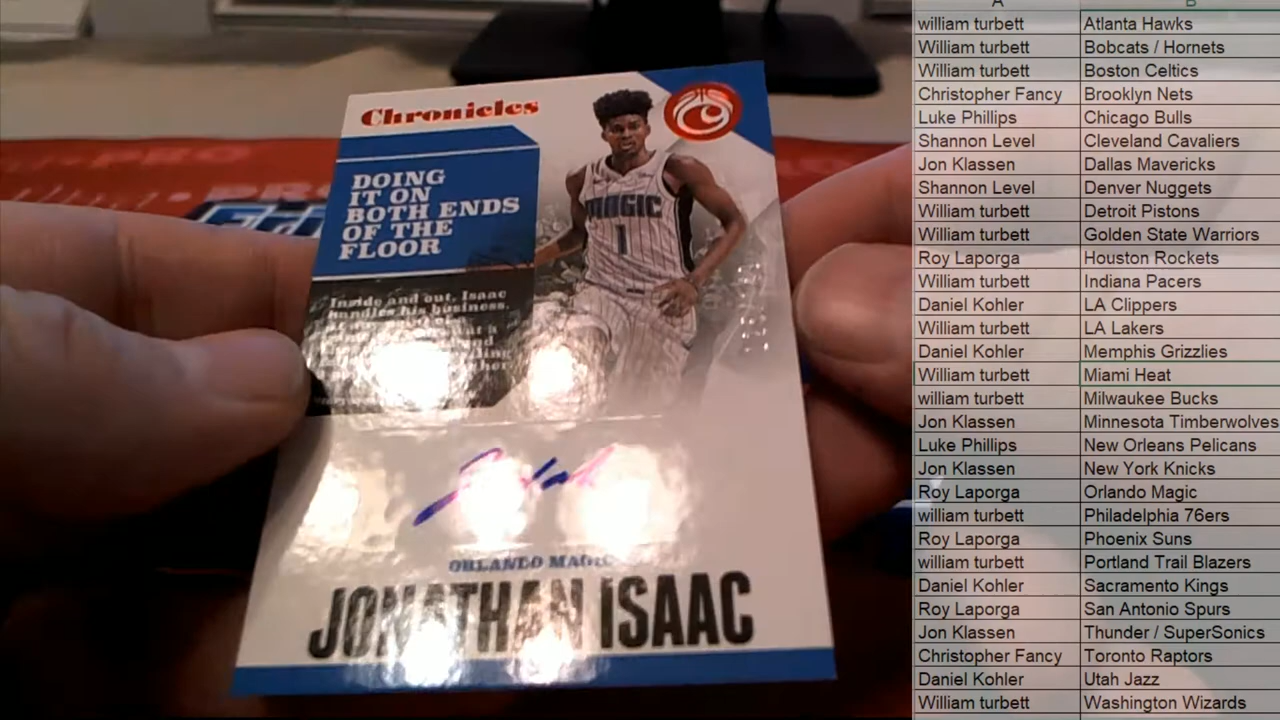 Chronicles
DOING
IT ON
BOTH ENDS
OF THE
FLOOR
Inside and out, Isaac
handles his business.
MAGIC
1
ORLANDO MAGIC
JONATHAN ISAAC
A B
william turbett Atlanta Hawks
William turbett Bobcats / Hornets
William turbett Boston Celtics
Christopher Fancy Brooklyn Nets
Luke Phillips Chicago Bulls
Shannon Level Cleveland Cavaliers
Jon Klassen Dallas Mavericks
Shannon Level Denver Nuggets
William turbett Detroit Pistons
William turbett Golden State Warriors
Roy Laporga Houston Rockets
William turbett Indiana Pacers
Daniel Kohler LA Clippers
William turbett LA Lakers
Daniel Kohler Memphis Grizzlies
William turbett Miami Heat
william turbett Milwaukee Bucks
Jon Klassen Minnesota Timberwolves
Luke Phillips New Orleans Pelicans
Jon Klassen New York Knicks
Roy Laporga Orlando Magic
william turbett Philadelphia 76ers
Roy Laporga Phoenix Suns
william turbett Portland Trail Blazers
Daniel Kohler Sacramento Kings
Roy Laporga San Antonio Spurs
Jon Klassen Thunder / SuperSonics
Christopher Fancy Toronto Raptors
Daniel Kohler Utah Jazz
William turbett Washington Wizards